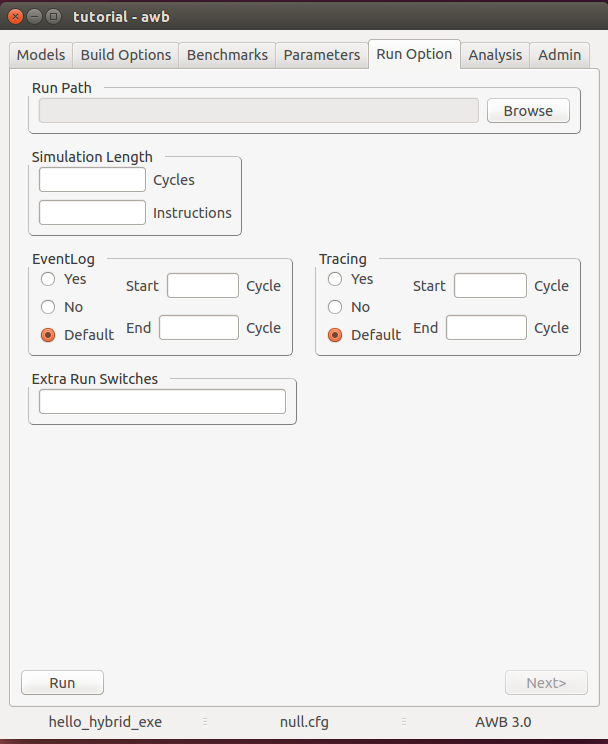 tutorial - awb
Models Build Options Benchmarks Parameters Run Option Analysis Admin
Run Path
Browse
Simulation Length
Cycles
Instructions
EventLog
Yes
No
Default
Start Cycle
End Cycle
Tracing
Yes
No
Default
Start Cycle
End Cycle
Extra Run Switches
Run Next>
hello_hybrid_exe null.cfg AWB 3.0